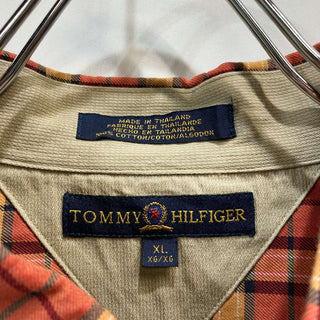 MADE IN THAILAND
FABRIQUE EN THAILANDE
HECHO EN TAILANDIA
100% COTTON/COTON/ALGODON
TOMMY HILFIGER
XL
XG/XG